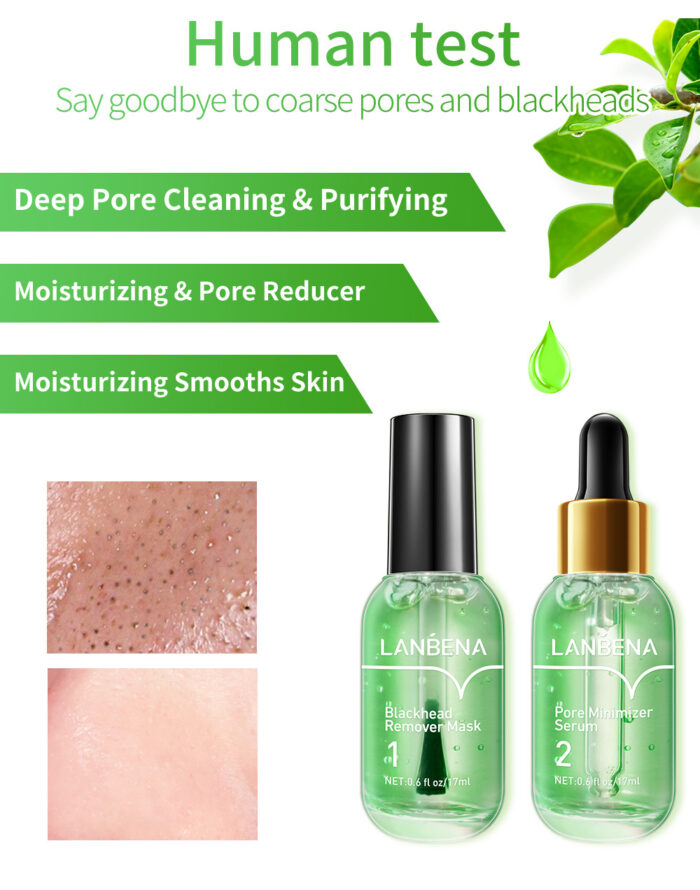 Human test
Say goodbye to coarse pores and blackheads
Deep Pore Cleaning & Purifying
Moisturizing & Pore Reducer
Moisturizing Smooths Skin
LANBENA
Blackhead
Remover Mask
1
NET:0.6 fl oz/17ml
LANBENA
Pore Minimizer
Serum
2
NET:0.6 fl oz/17ml